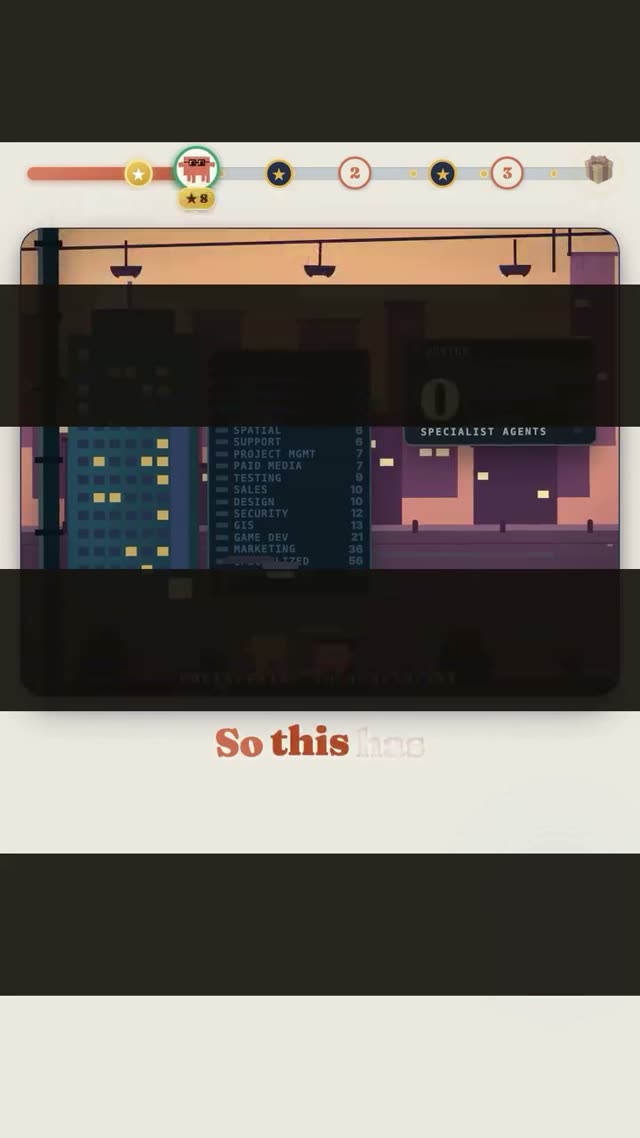 2
3
★8
0
SPECIALIST AGENTS
SPATIAL 6
SUPPORT 6
PROJECT MGMT 7
PAID MEDIA 7
TESTING 9
SALES 10
DESIGN 10
SECURITY 12
GIS 13
GAME DEV 21
MARKETING 36
56
So this has